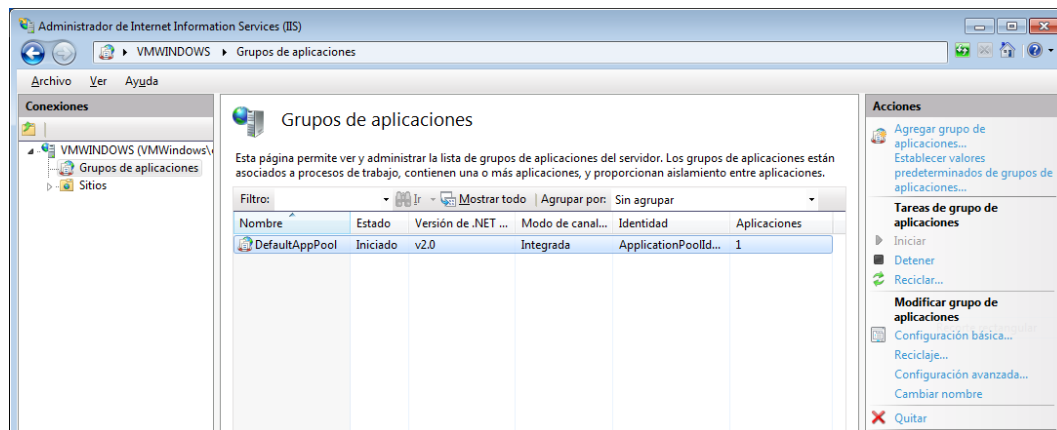 Administrador de Internet Information Services (IIS)
VMWINDOWS Grupos de aplicaciones
Archivo Ver Ayuda
Conexiones
VMWINDOWS (VMWindows\
Grupos de aplicaciones
Sitios
Grupos de aplicaciones
Esta página permite ver y administrar la lista de grupos de aplicaciones del servidor. Los grupos de aplicaciones están
asociados a procesos de trabajo, contienen una o más aplicaciones, y proporcionan aislamiento entre aplicaciones.
Filtro: Ir Mostrar todo Agrupar por: Sin agrupar
Nombre Estado Versión de .NET ... Modo de canal... Identidad Aplicaciones
DefaultAppPool Iniciado v2.0 Integrada ApplicationPoolId... 1
Acciones
Agregar grupo de
aplicaciones...
Establecer valores
predeterminados de grupos de
aplicaciones...
Tareas de grupo de
aplicaciones
Iniciar
Detener
Reciclar...
Modificar grupo de
aplicaciones
Configuración básica...
Reciclaje...
Configuración avanzada...
Cambiar nombre
Quitar